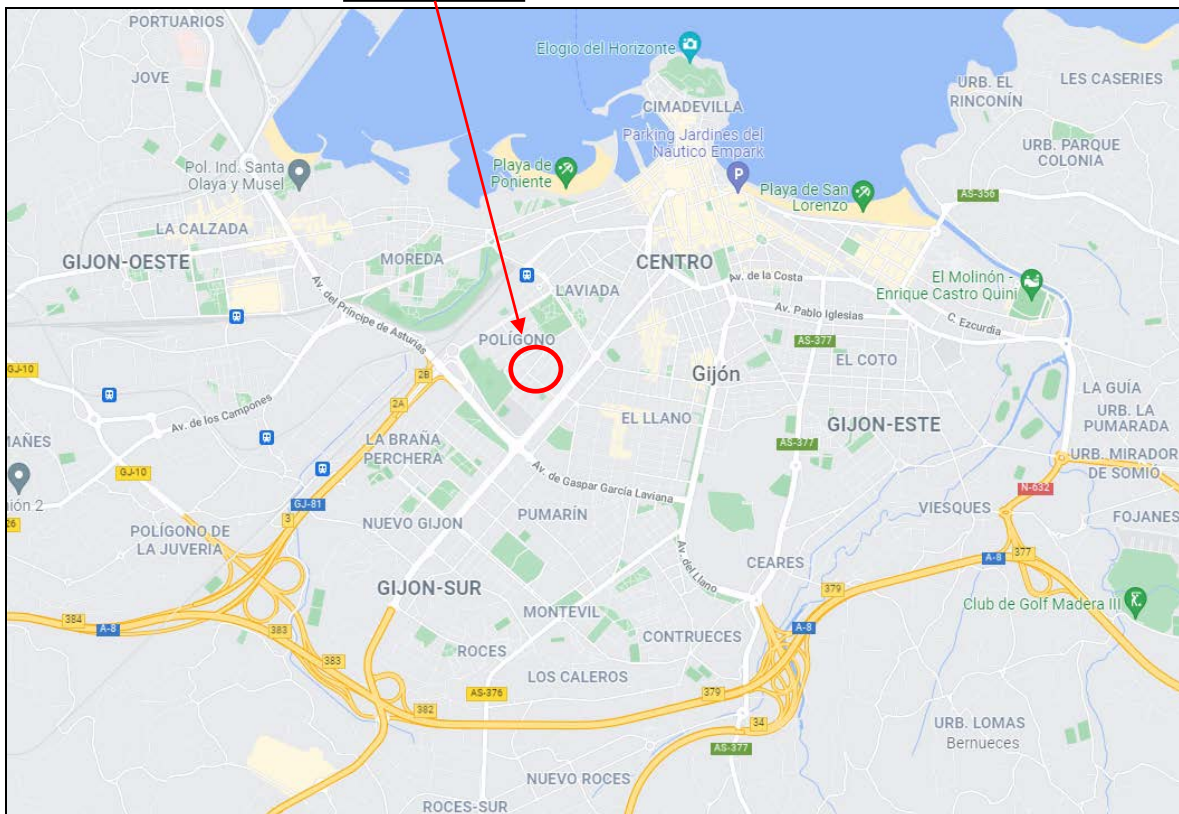 PORTUARIOS
JOVE
Elogio del Horizonte
CIMADEVILLA
URB. EL
RINCONÍN
LES CASERIES
Parking Jardines del
Náutico Empark
P
URB. PARQUE
COLONIA
Pol. Ind. Santa
Olaya y Musel
Playa de
Poniente
Playa de San
Lorenzo
AS-356
LA CALZADA
GIJON-OESTE
MOREDA
CENTRO
Av. de la Costa
El Molinón -
Enrique Castro Quini
LAVIADA
Av. del Príncipe de Asturias
Av. Pablo Iglesias
C. Ezcurdia
POLÍGONO
AS-377
EL COTO
GJ-10
2B
Gijón
LA GUÍA
2A
Av. de los Campones
EL LLANO
GIJON-ESTE
URB. LA
PUMARADA
MAÑES
LA BRAÑA
PERCHERA
AS-377
URB. MIRADOR
DE SOMIÓ
GJ-10
Av. de Gaspar García Laviana
N-632
ión 2
GJ-81
VIESQUES
FOJANES
26
3
NUEVO GIJON
PUMARÍN
POLÍGONO DE
LA JUVERIA
Av. del Llano
CEARES
A-8
377
GIJON-SUR
379
Club de Golf Madera III
MONTEVIL
384
A-8
383
CONTRUECES
A-8
383
ROCES
LOS CALEROS
AS-376
379
382
34
URB. LOMAS
Bernueces
AS-377
NUEVO ROCES
ROCES-SUR